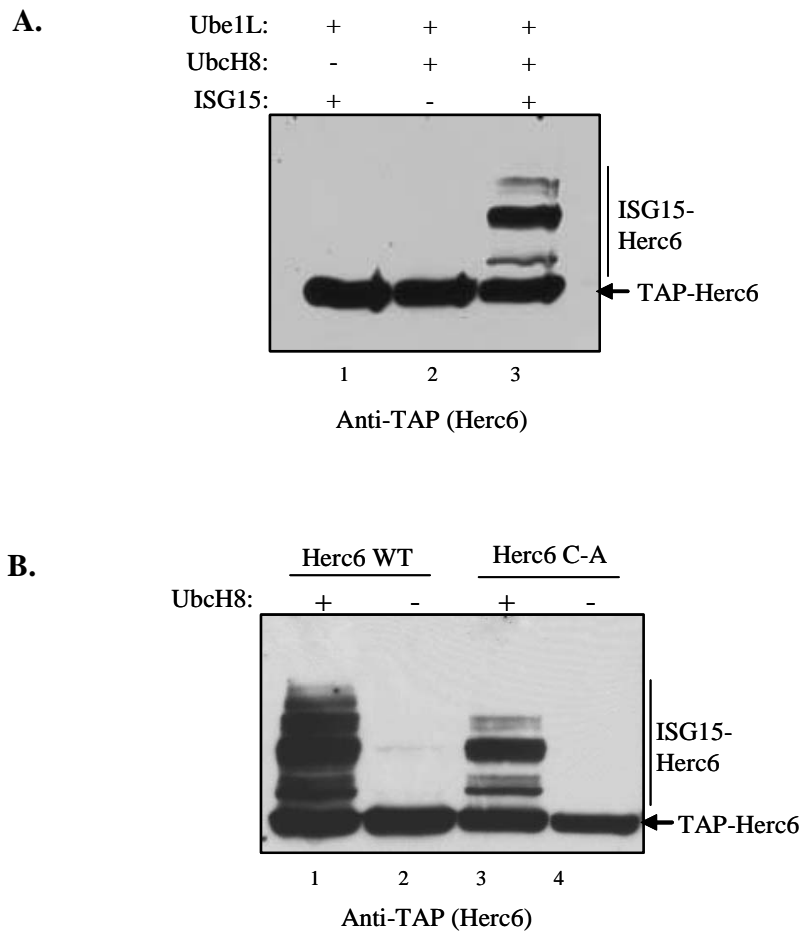 A.
Ube1L: + + +
UbcH8: - + +
ISG15: + - +
ISG15-
Herc6
TAP-Herc6
1 2 3
Anti-TAP (Herc6)
B.
Herc6 WT Herc6 C-A
UbcH8: + - + -
ISG15-
Herc6
TAP-Herc6
1 2 3 4
Anti-TAP (Herc6)